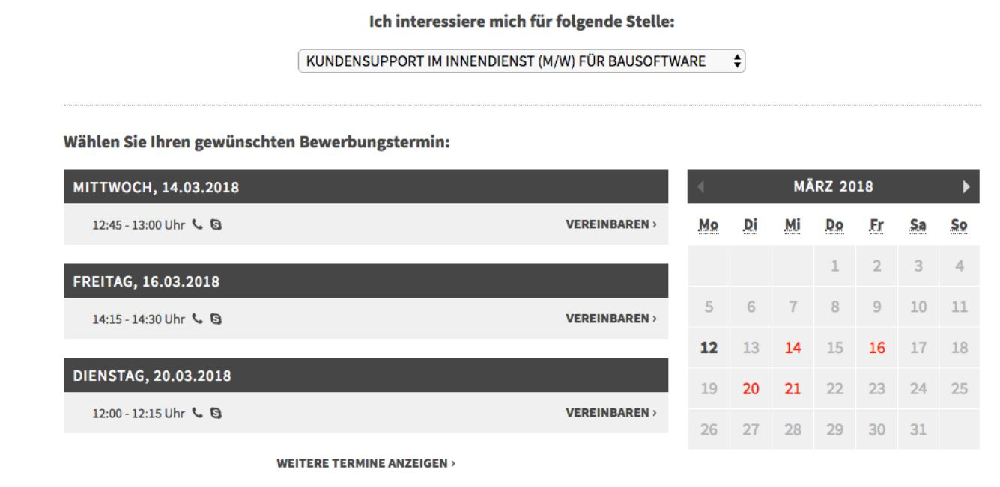 Ich interessiere mich für folgende Stelle:
KUNDENSUPPORT IM INNENDIENST (M/W) FÜR BAUSOFTWARE
Wählen Sie Ihren gewünschten Bewerbungstermin:
MITTWOCH, 14.03.2018
12:45 - 13:00 Uhr VEREINBAREN ›
FREITAG, 16.03.2018
14:15 - 14:30 Uhr VEREINBAREN ›
DIENSTAG, 20.03.2018
12:00 - 12:15 Uhr VEREINBAREN ›
WEITERE TERMINE ANZEIGEN ›
MÄRZ 2018
Mo Di Mi Do Fr Sa So
1 2 3 4
5 6 7 8 9 10 11
12 13 14 15 16 17 18
19 20 21 22 23 24 25
26 27 28 29 30 31